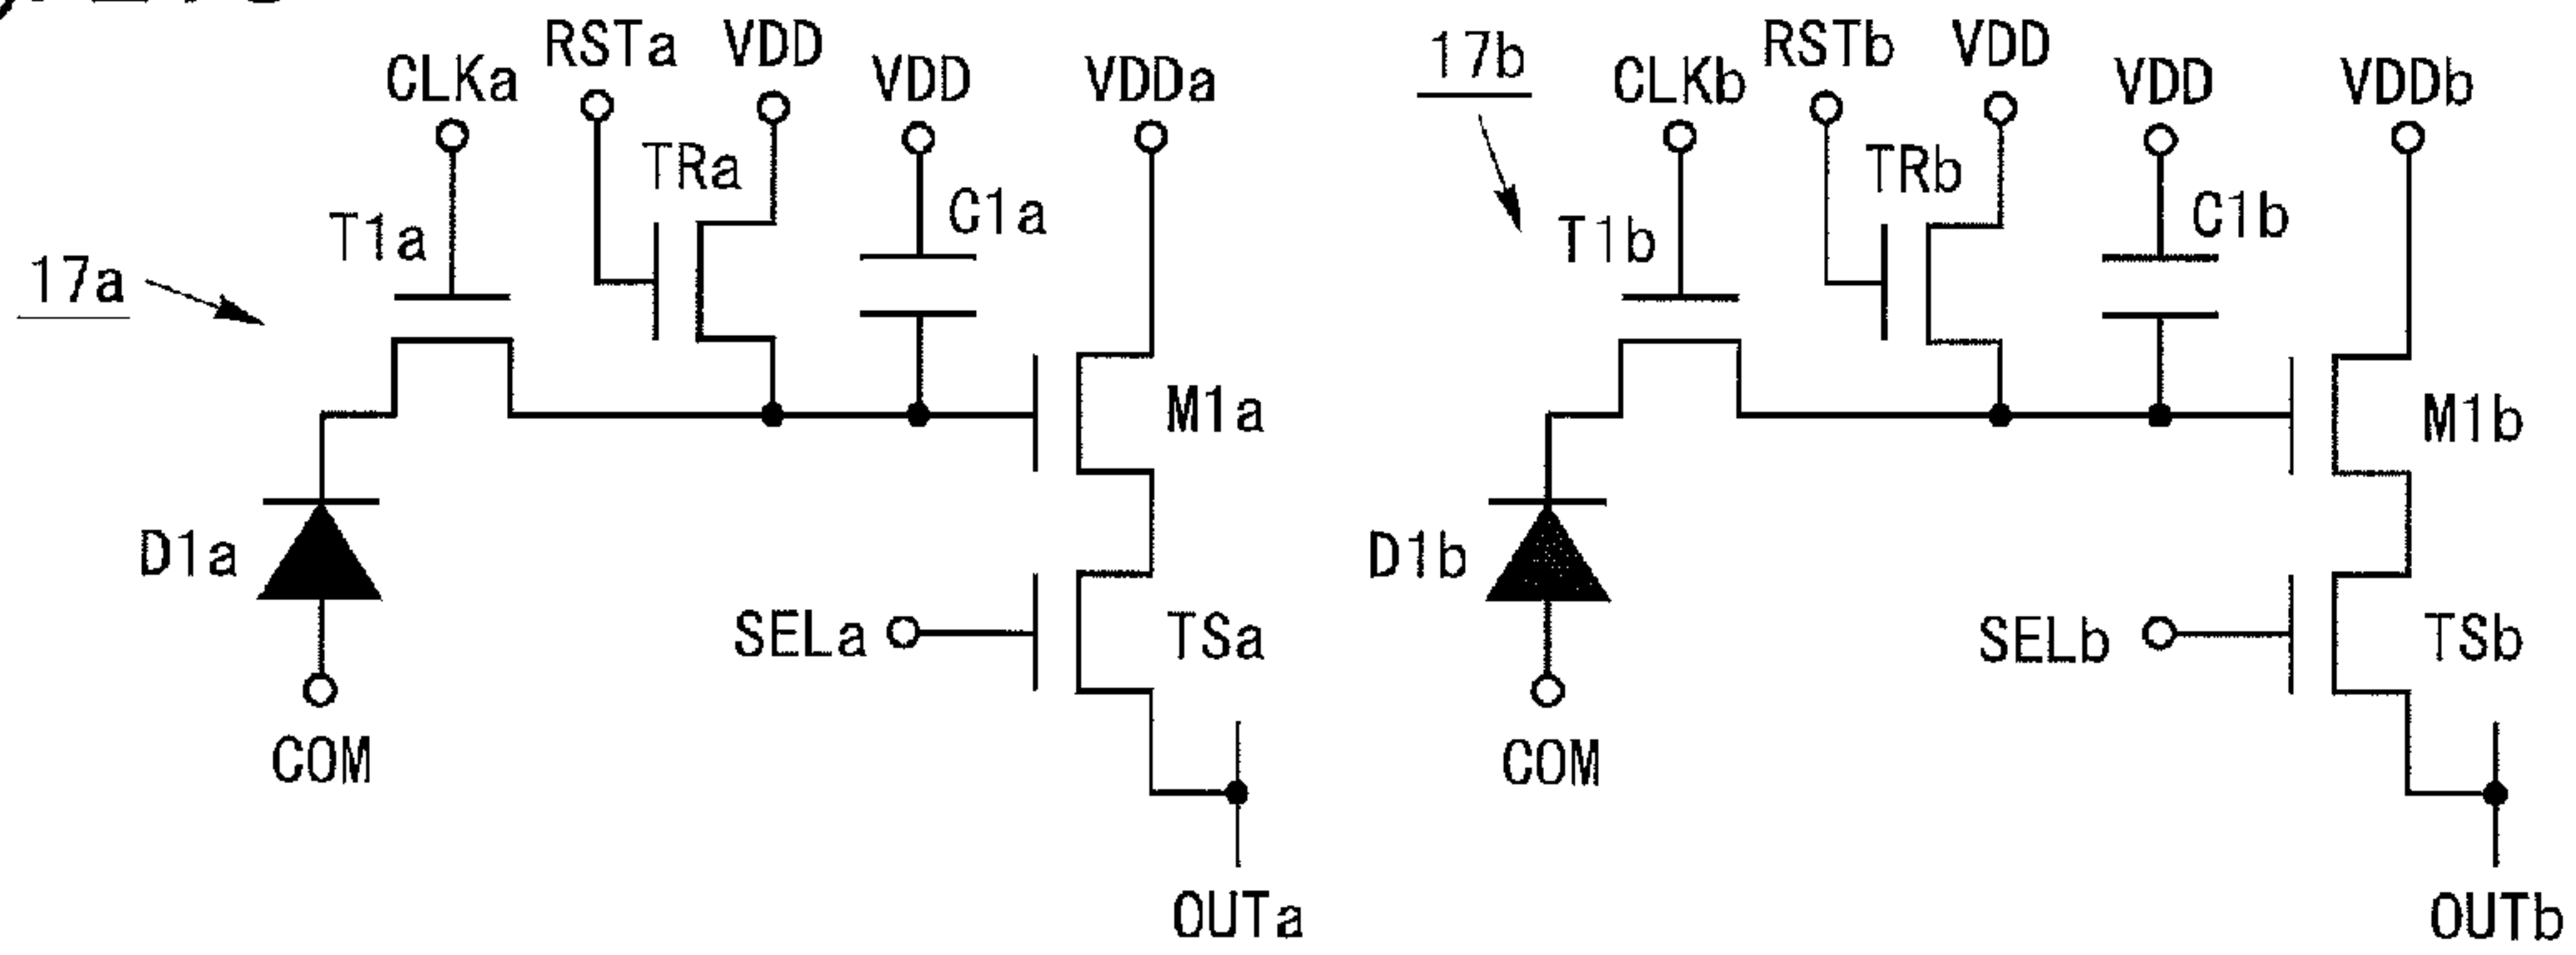 RSTa VDD
CLKa VDD VDDa
TRa
C1a
T1a
17a
M1a
D1a
SELa TSa
COM
OUTa
17b RSTb VDD
CLKb VDD VDDb
TRb
C1b
T1b
M1b
D1b
SELb TSb
COM
OUTb